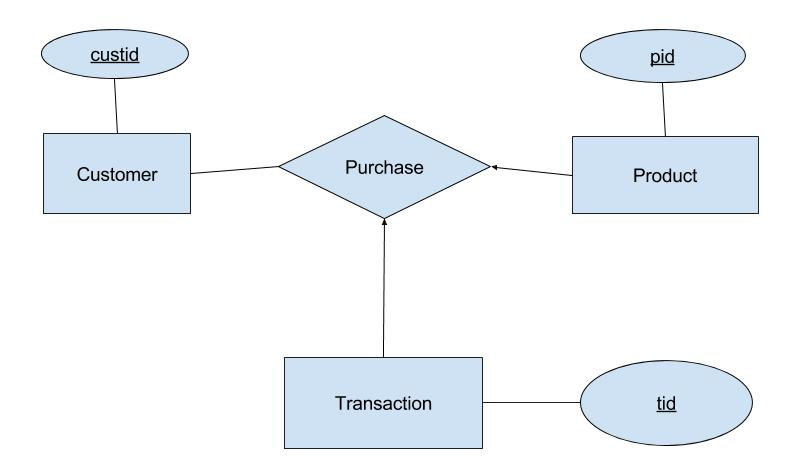 custid
pid
Customer
Purchase
Product
Transaction
tid